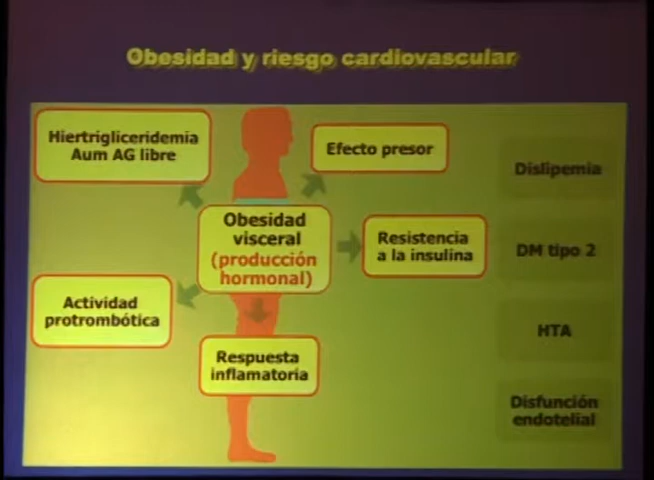 Obesidad y riesgo cardiovascular
Hiertrigliceridemia
Aum AG libre
Efecto presor
Dislipemia
Obesidad
visceral
(producción
hormonal)
Resistencia
a la insulina
DM tipo 2
Actividad
protrombótica
HTA
Respuesta
inflamatoria
Disfunción
endotelial